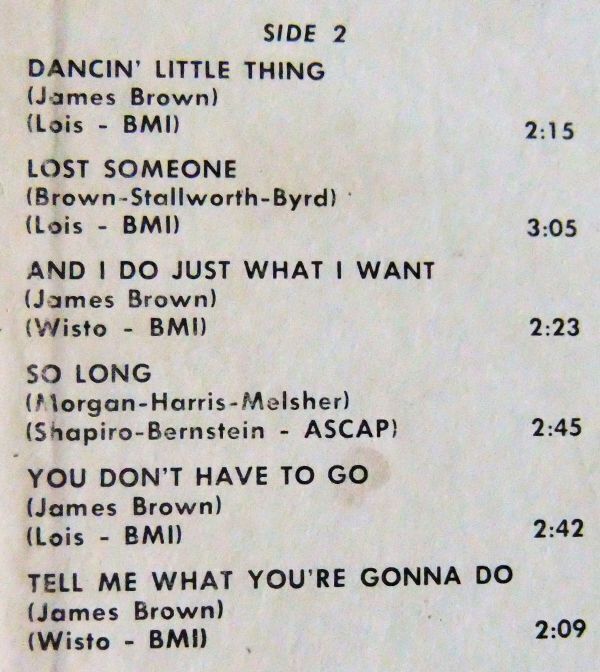 SIDE 2
DANCIN' LITTLE THING
(James Brown)
(Lois - BMI) 2:15
LOST SOMEONE
(Brown-Stallworth-Byrd)
(Lois - BMI) 3:05
AND I DO JUST WHAT I WANT
(James Brown)
(Wisto - BMI) 2:23
SO LONG
(Morgan-Harris-Melsher)
(Shapiro-Bernstein - ASCAP) 2:45
YOU DON'T HAVE TO GO
(James Brown)
(Lois - BMI) 2:42
TELL ME WHAT YOU'RE GONNA DO
(James Brown)
(Wisto - BMI) 2:09